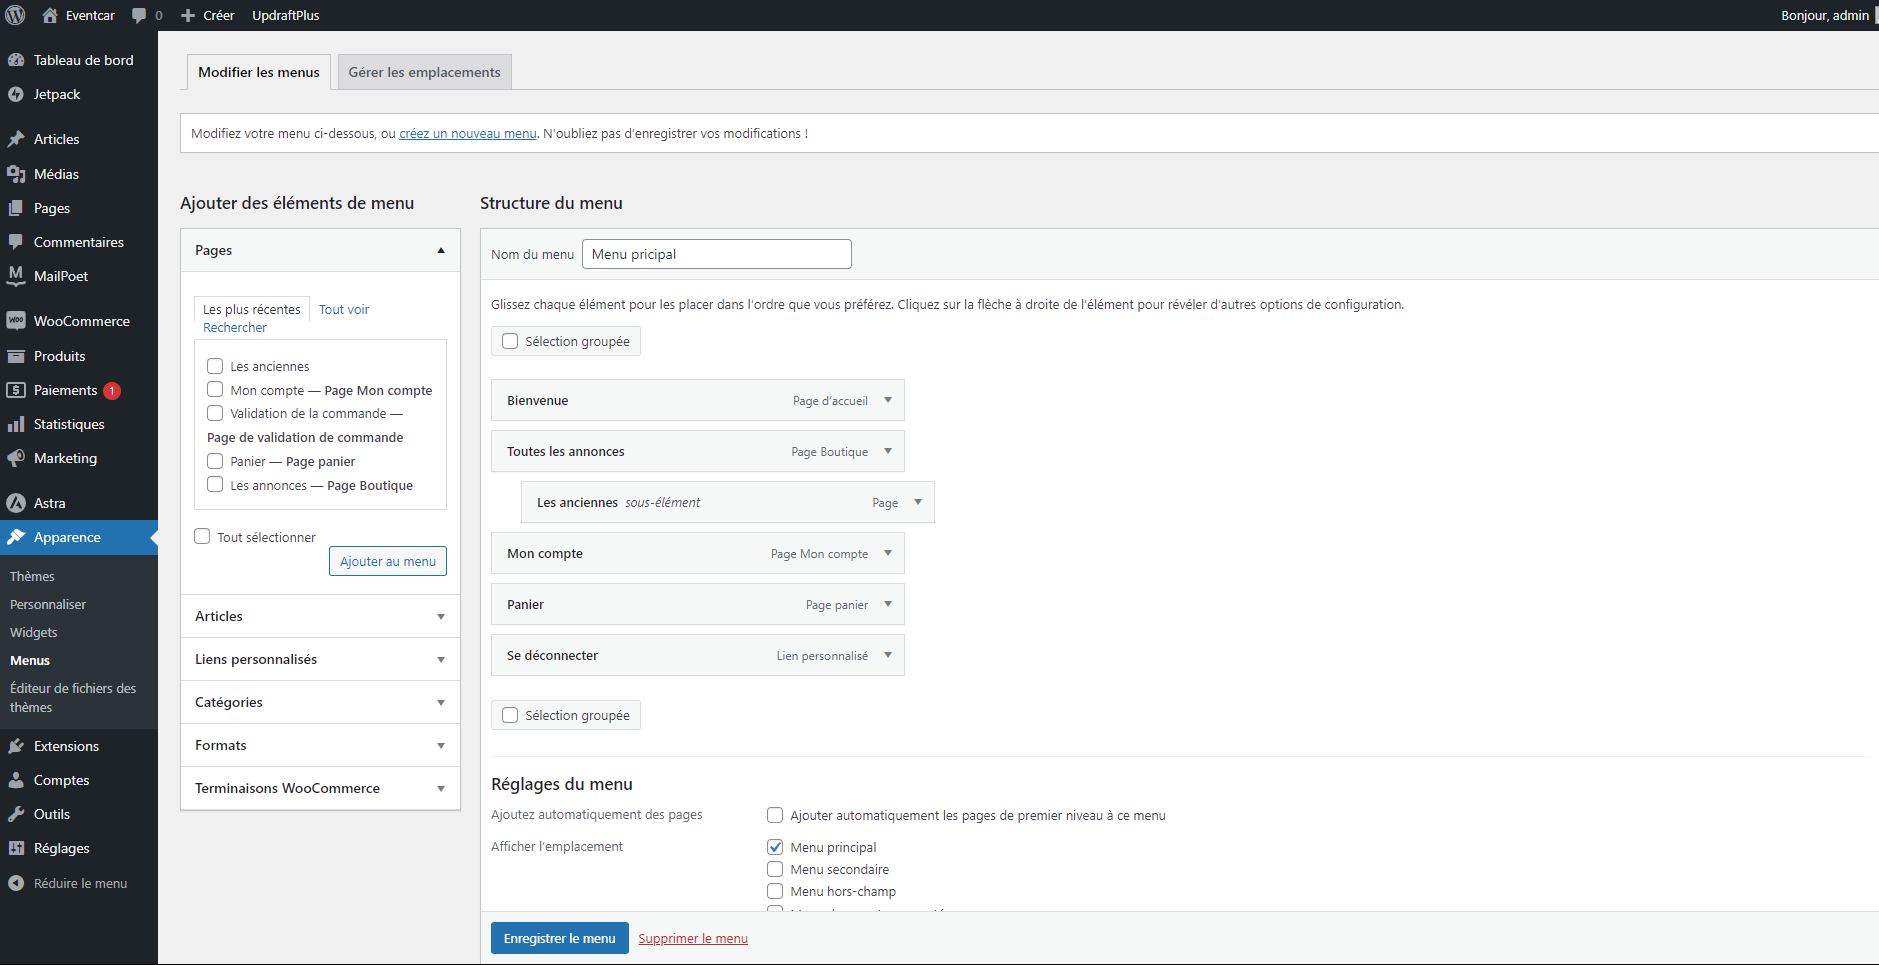 Eventcar
0
Créer
UpdraftPlus
Bonjour, admin
Tableau de bord
Jetpack
Articles
Médias
Pages
Commentaires
MailPoet
WooCommerce
Produits
Paiements 1
Statistiques
Marketing
Astra
Apparence
Thèmes
Personnaliser
Widgets
Menus
Éditeur de fichiers des
thèmes
Extensions
Comptes
Outils
Réglages
Réduire le menu
Modifier les menus
Gérer les emplacements
Modifiez votre menu ci-dessous, ou créez un nouveau menu. N’oubliez pas d’enregistrer vos modifications !
Ajouter des éléments de menu
Pages
Les plus récentes
Tout voir
Rechercher
Les anciennes
Mon compte — Page Mon compte
Validation de la commande —
Page de validation de commande
Panier — Page panier
Les annonces — Page Boutique
Tout sélectionner
Ajouter au menu
Articles
Liens personnalisés
Catégories
Formats
Terminaisons WooCommerce
Structure du menu
Nom du menu
Menu pricipal
Glissez chaque élément pour les placer dans l’ordre que vous préférez. Cliquez sur la flèche à droite de l’élément pour révéler d’autres options de configuration.
Sélection groupée
Bienvenue
Page d’accueil
Toutes les annonces
Page Boutique
Les anciennes sous-élément
Page
Mon compte
Page Mon compte
Panier
Page panier
Se déconnecter
Lien personnalisé
Sélection groupée
Réglages du menu
Ajoutez automatiquement des pages
Ajouter automatiquement les pages de premier niveau à ce menu
Afficher l’emplacement
Menu principal
Menu secondaire
Menu hors-champ
Enregistrer le menu
Supprimer le menu